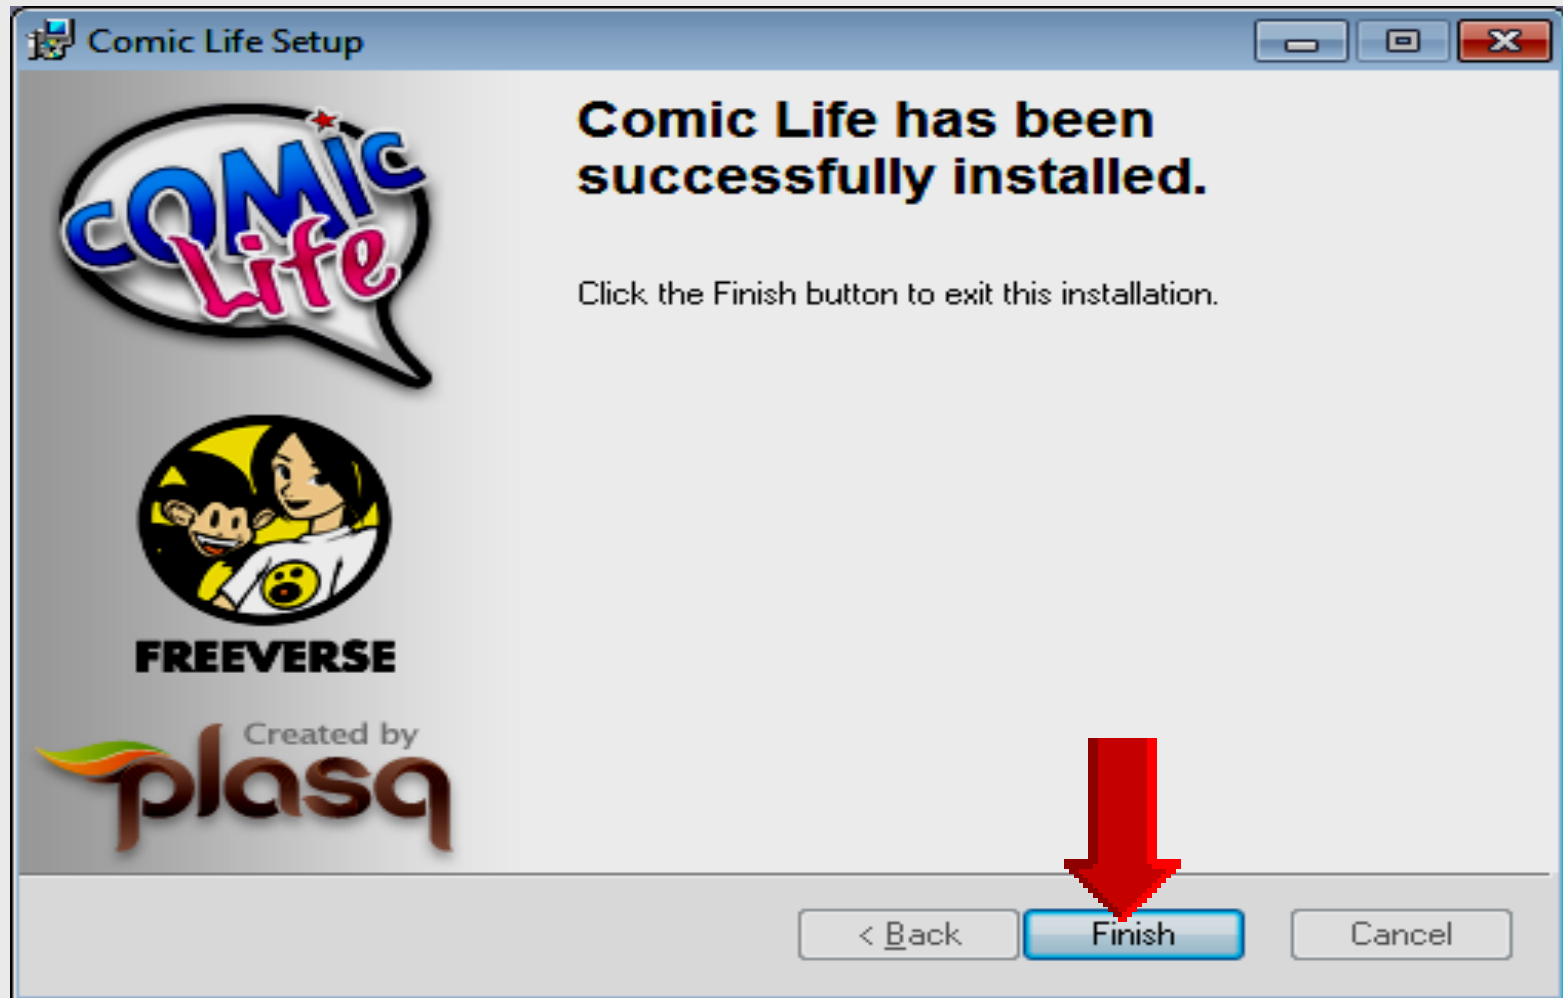 Comic Life Setup
COMIC
Life
Comic Life has been
successfully installed.
Click the Finish button to exit this installation.
FREEVERSE
Created by
plasq
< Back
Finish
Cancel